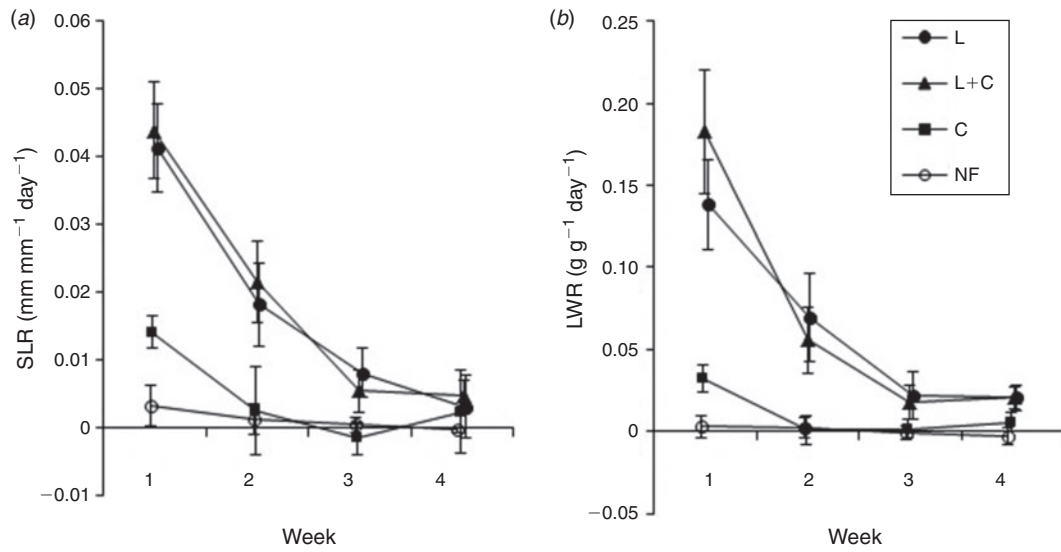 (a)
0.06
0.05
0.04
0.03
0.02
0.01
0
−0.01
SLR (mm mm−1 day−1)
1 2 3 4
Week
(b)
0.25
0.20
0.15
0.10
0.05
0
−0.05
LWR (g g−1 day−1)
1 2 3 4
Week
L
L+C
C
NF